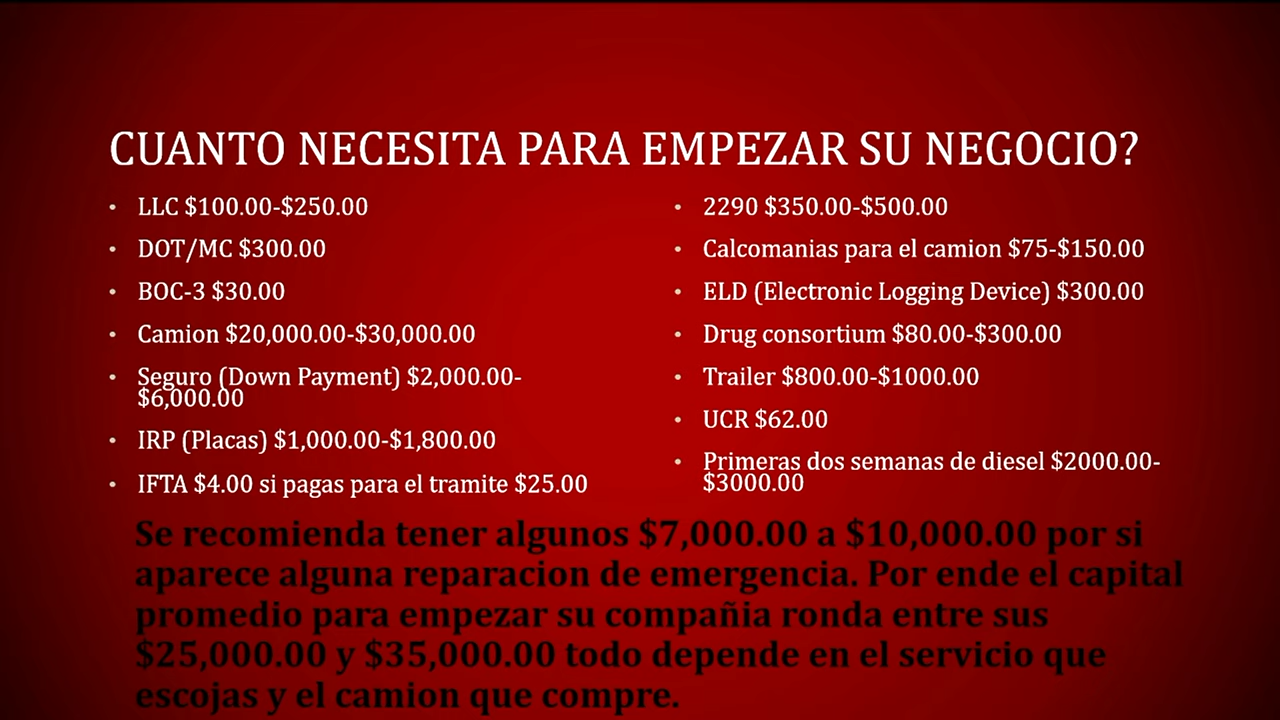 CUANTO NECESITA PARA EMPEZAR SU NEGOCIO?
• LLC $100.00-$250.00
• DOT/MC $300.00
• BOC-3 $30.00
• Camion $20,000.00-$30,000.00
• Seguro (Down Payment) $2,000.00-
$6,000.00
• IRP (Placas) $1,000.00-$1,800.00
• IFTA $4.00 si pagas para el tramite $25.00
• 2290 $350.00-$500.00
• Calcomanias para el camion $75-$150.00
• ELD (Electronic Logging Device) $300.00
• Drug consortium $80.00-$300.00
• Trailer $800.00-$1000.00
• UCR $62.00
• Primeras dos semanas de diesel $2000.00-
$3000.00
Se recomienda tener algunos $7,000.00 a $10,000.00 por si
aparece alguna reparacion de emergencia. Por ende el capital
promedio para empezar su compañia ronda entre sus
$25,000.00 y $35,000.00 todo depende en el servicio que
escojas y el camion que compre.